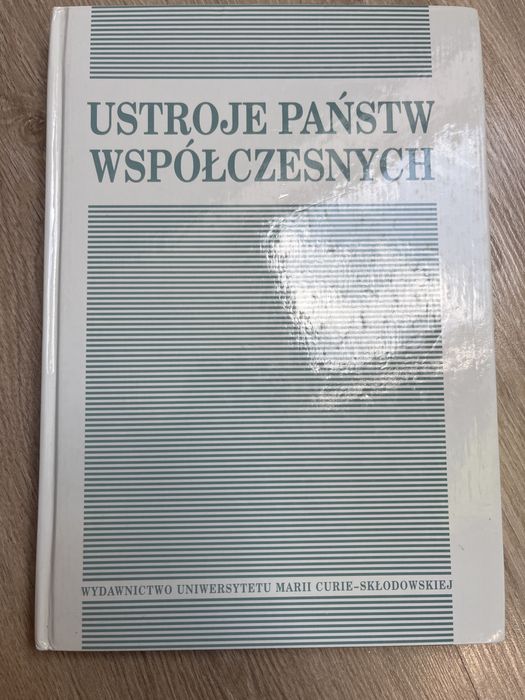 USTROJE PAŃSTW
WSPÓŁCZESNYCH
WYDAWNICTWO UNIWERSYTETU MARII CURIE–SKŁODOWSKIEJ